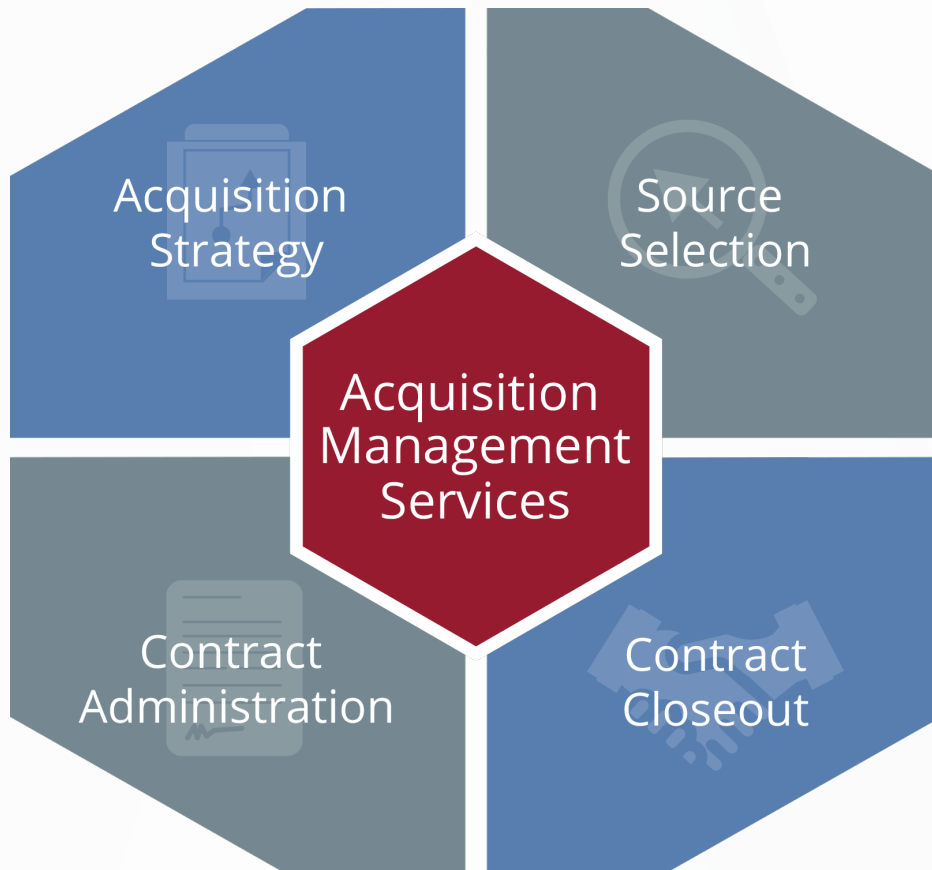 Acquisition
Strategy
Source
Selection
Acquisition
Management
Services
Contract
Administration
Contract
Closeout